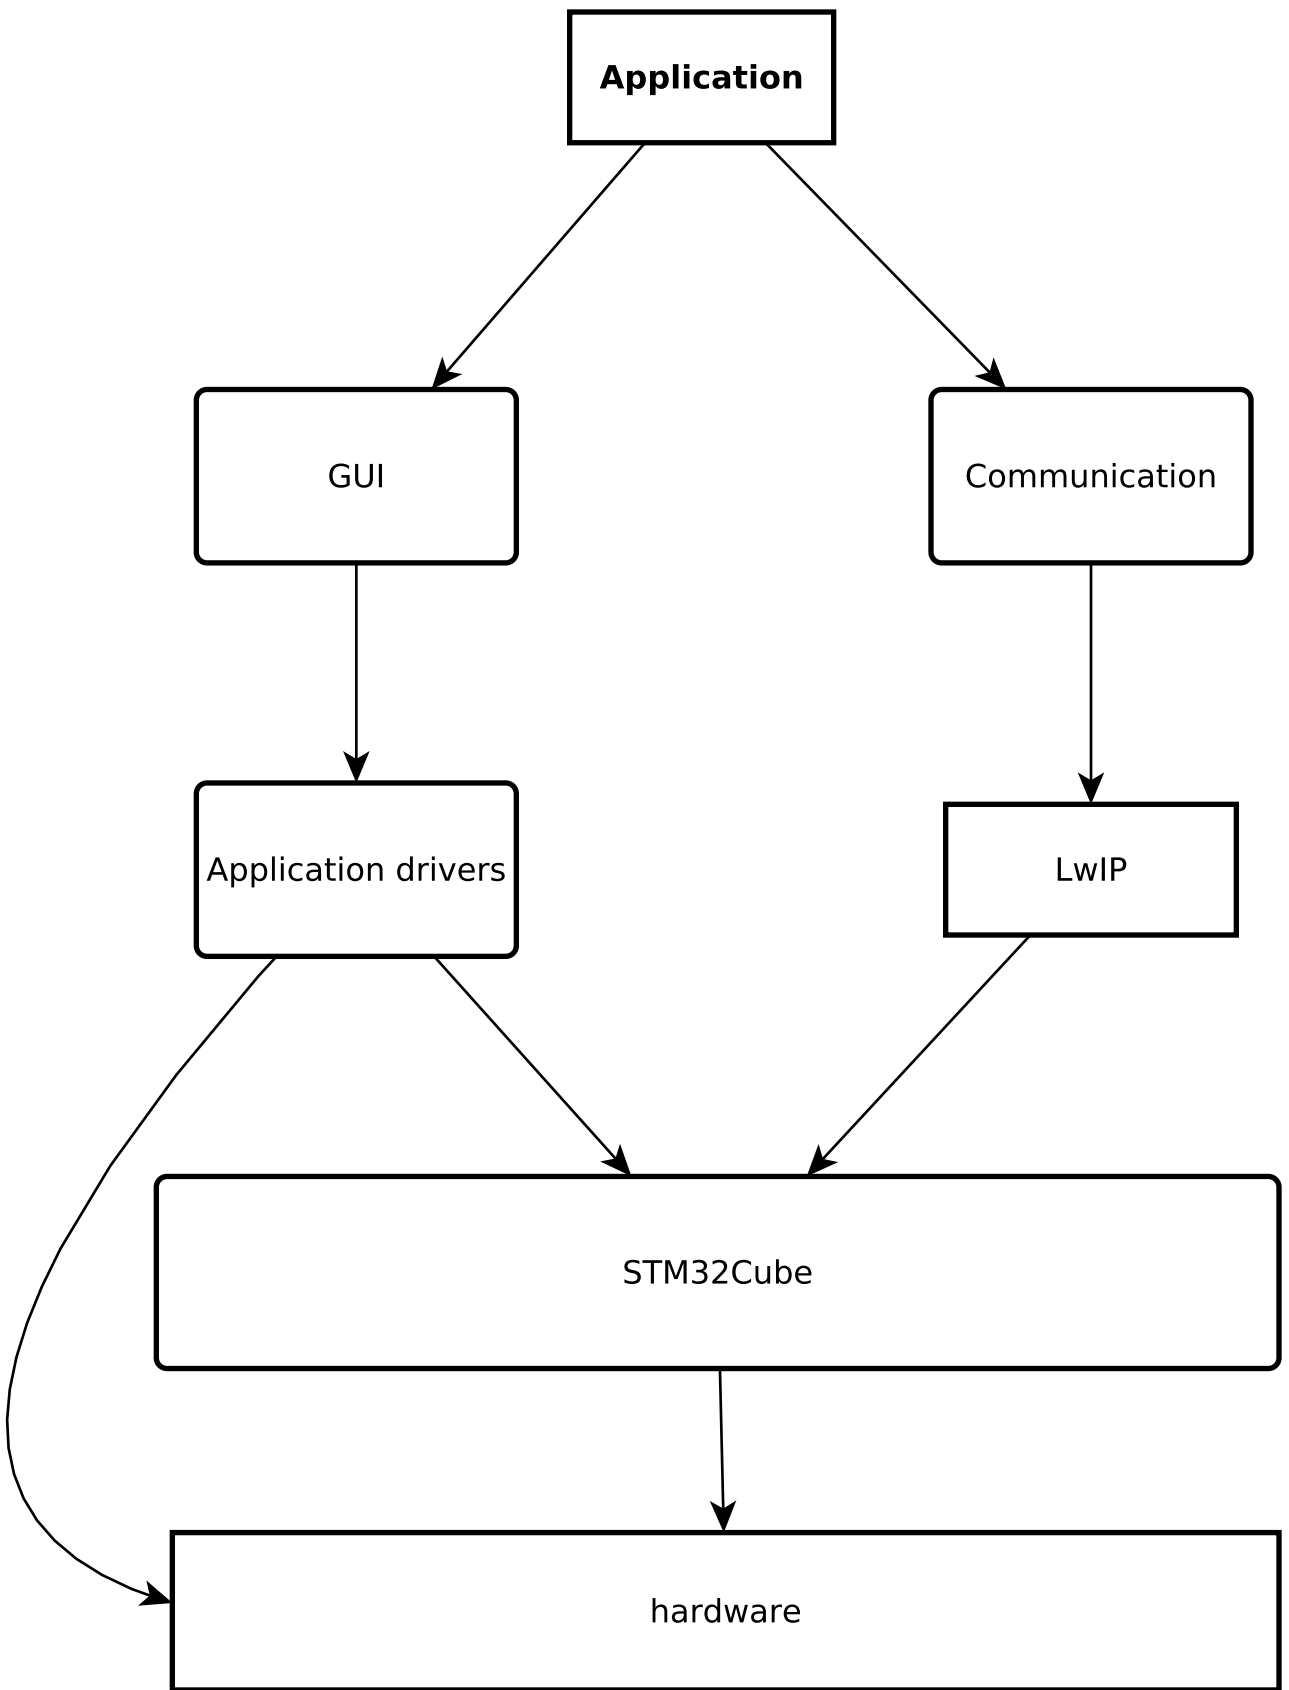 Application
GUI
Communication
Application drivers
LwIP
STM32Cube
hardware